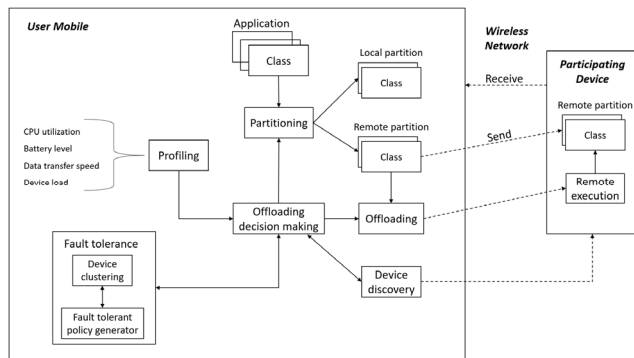 User Mobile
Application
Class
Partitioning
Local partition
Class
Remote partition
Class
CPU utilization
Battery level
Data transfer speed
Device load
Profiling
Offloading
decision making
Offloading
Fault tolerance
Device
clustering
Fault tolerant
policy generator
Device
discovery
Wireless
Network
Receive
Send
Participating
Device
Remote partition
Class
Remote
execution